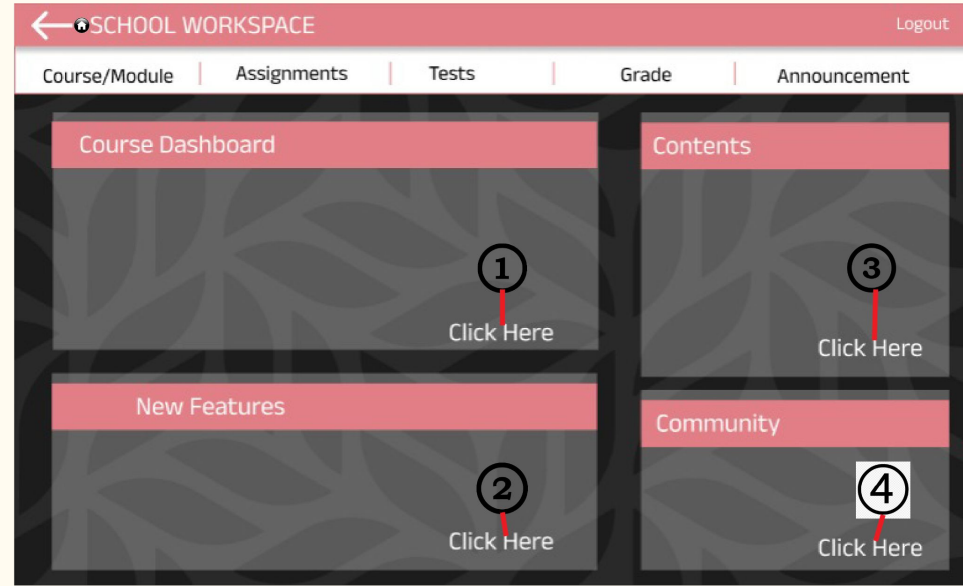 SCHOOL WORKSPACE
Logout
Course/Module | Assignments | Tests | Grade | Announcement
Course Dashboard
1
Click Here
Contents
3
Click Here
New Features
2
Click Here
Community
4
Click Here